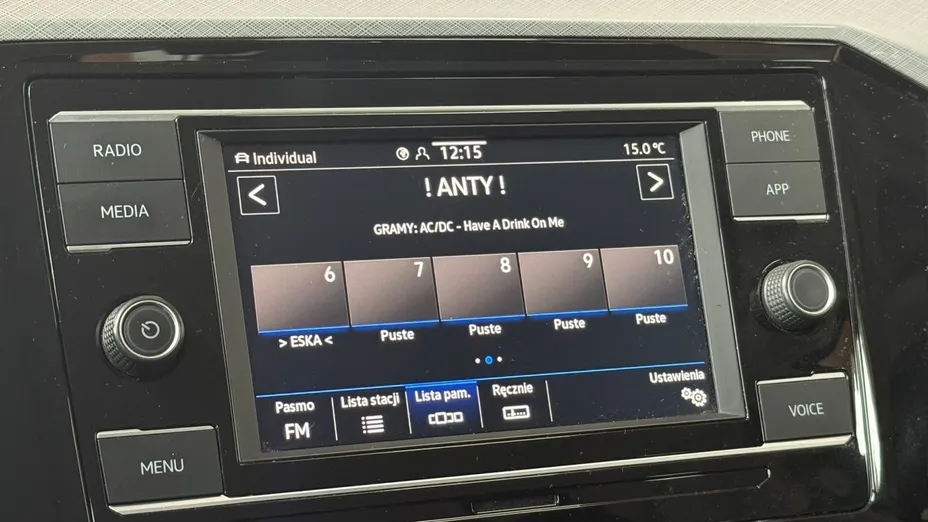 RADIO
MEDIA
MENU
Individual 12:15 15.0°C
< ! ANTY ! >
GRAMY: AC/DC - Have A Drink On Me
6 7 8 9 10
> ESKA < Puste Puste Puste Puste
Pasmo Lista stacji Lista pam. Ręcznie Ustawienia
FM
PHONE
APP
VOICE